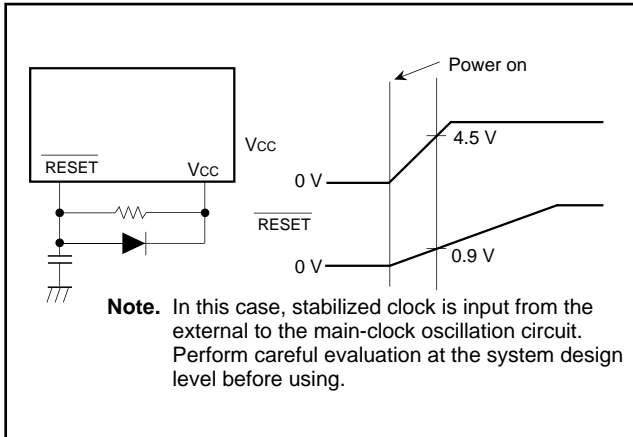 Power on
Vcc
4.5 V
RESET
Vcc
0 V
RESET
0.9 V
0 V
Note. In this case, stabilized clock is input from the
external to the main-clock oscillation circuit.
Perform careful evaluation at the system design
level before using.